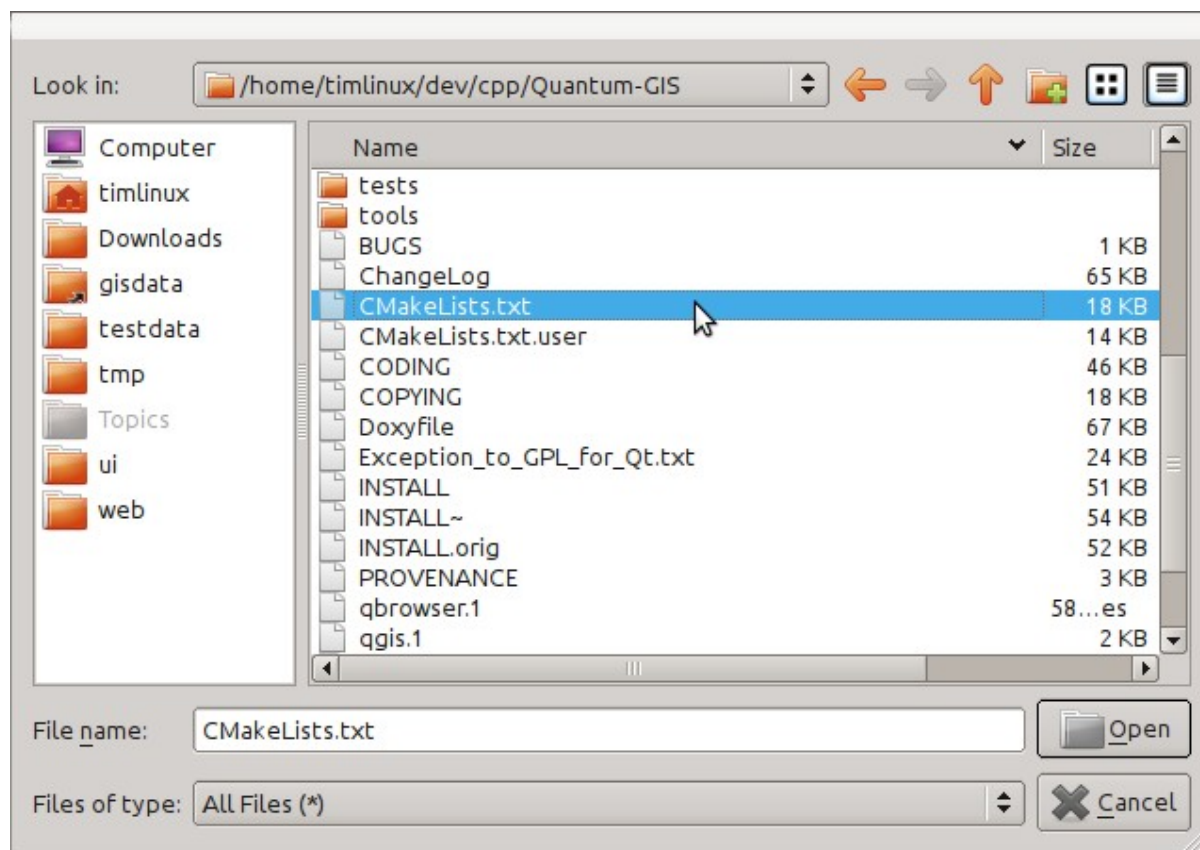 Look in: /home/timlinux/dev/cpp/Quantum-GIS
Computer
timlinux
Downloads
gisdata
testdata
tmp
Topics
ui
web
Name Size
tests
tools
BUGS 1 KB
ChangeLog 65 KB
CMakeLists.txt 18 KB
CMakeLists.txt.user 14 KB
CODING 46 KB
COPYING 18 KB
Doxyfile 67 KB
Exception_to_GPL_for_Qt.txt 24 KB
INSTALL 51 KB
INSTALL~ 54 KB
INSTALL.orig 52 KB
PROVENANCE 3 KB
qbrowser.1 58...es
qgis.1 2 KB
File name: CMakeLists.txt Open
Files of type: All Files (*) Cancel